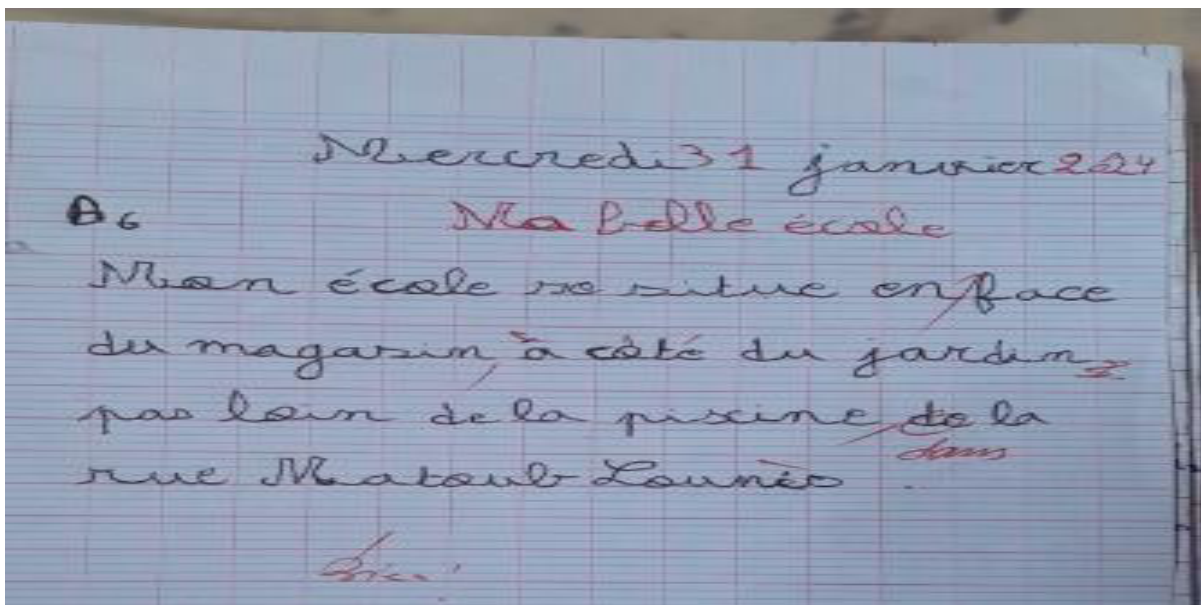 Mercredi 31 janvier 2024
A6 Ma belle école
Mon école se situe en face
du magasin, à côté du jardin,
pas loin de la piscine, de la
dans
rue Matoub Lounès.
Bien!